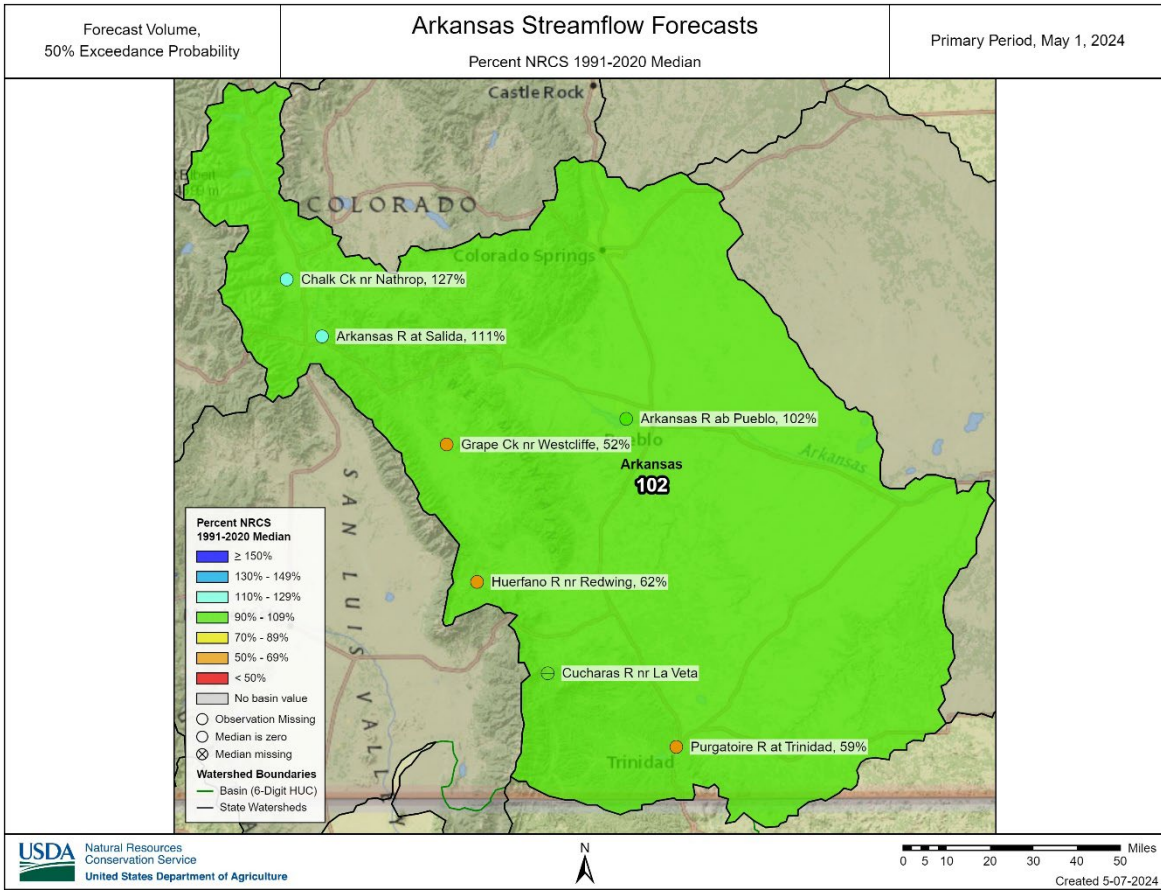 Forecast Volume,
50% Exceedance Probability
Arkansas Streamflow Forecasts
Percent NRCS 1991-2020 Median
Primary Period, May 1, 2024
Castle Rock
COLORADO
Colorado Springs
Chalk Ck nr Nathrop, 127%
Arkansas R at Salida, 111%
Arkansas R ab Pueblo, 102%
Grape Ck nr Westcliffe, 52%
Arkansas
Arkansas
102
SAN LUIS VALLEY
Huerfano R nr Redwing, 62%
Cucharas R nr La Veta
Purgatoire R at Trinidad, 59%
Trinidad
Percent NRCS
1991-2020 Median
≥ 150%
130% - 149%
110% - 129%
90% - 109%
70% - 89%
50% - 69%
< 50%
No basin value
Observation Missing
Median is zero
Median missing
Watershed Boundaries
Basin (6-Digit HUC)
State Watersheds
USDA
Natural Resources
Conservation Service
United States Department of Agriculture
N
0 5 10 20 30 40 50 Miles
Created 5-07-2024